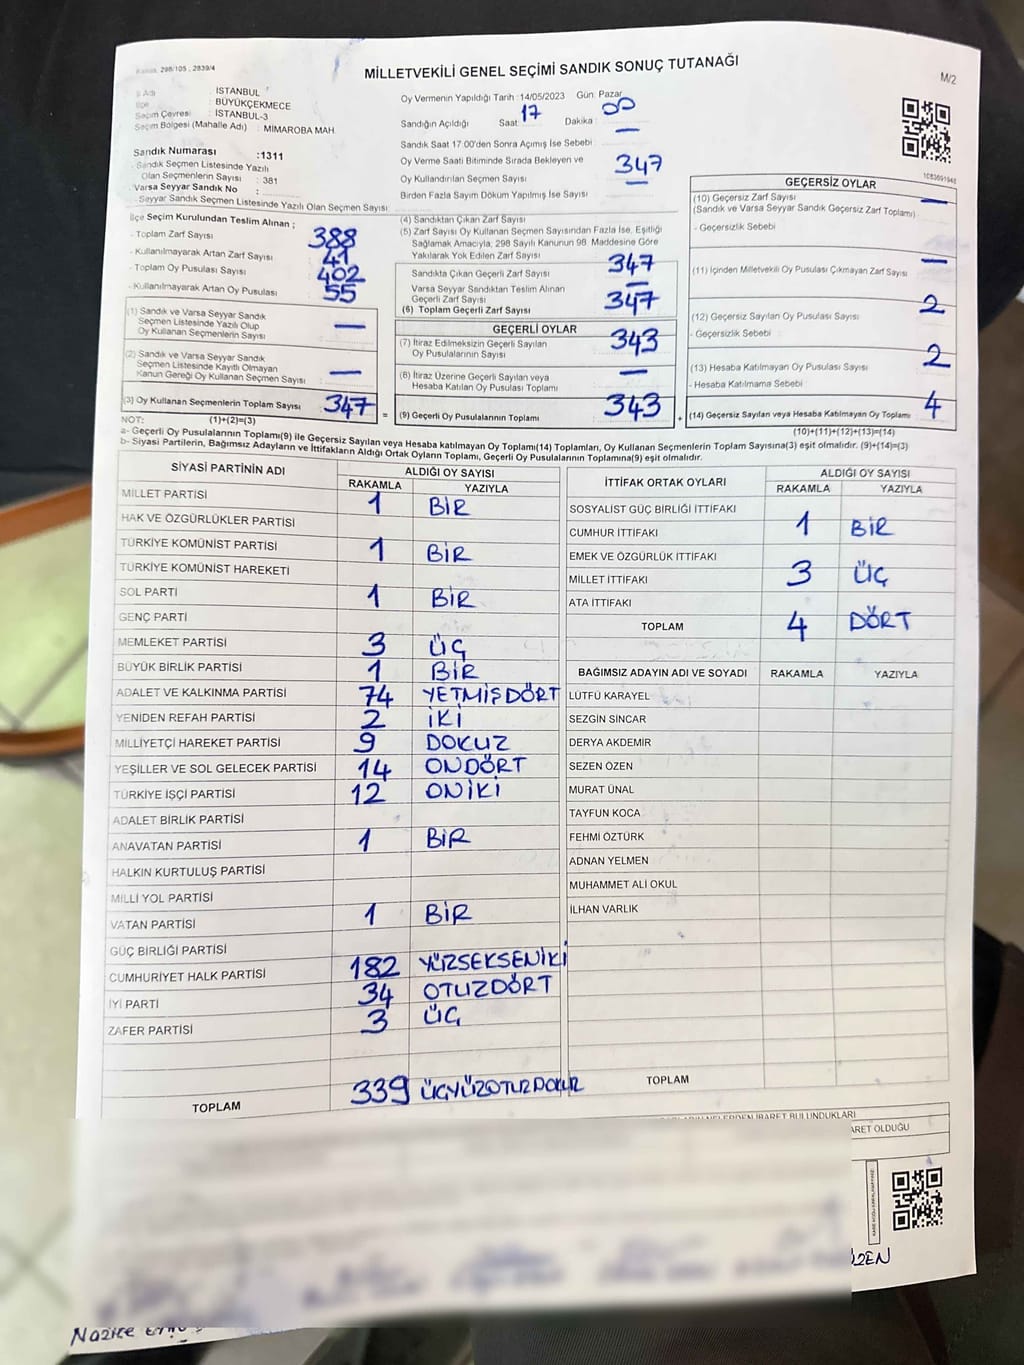 Kanun, 298/105 , 2839/4
MİLLETVEKİLİ GENEL SEÇİMİ SANDIK SONUÇ TUTANAĞI
M/2
İl Adı : İSTANBUL
İlçe : BÜYÜKÇEKMECE
Seçim Çevresi : İSTANBUL-3
Seçim Bölgesi (Mahalle Adı) : MİMAROBA MAH.
Sandık Numarası :1311
- Sandık Seçmen Listesinde Yazılı
Olan Seçmenlerin Sayısı : 381
Varsa Seyyar Sandık No :
- Seyyar Sandık Seçmen Listesinde Yazılı Olan Seçmen Sayısı :
Oy Vermenin Yapıldığı Tarih :14/05/2023 Gün: Pazar
Sandığın Açıldığı Saat: 17 Dakika : 00
Sandık Saat 17:00'den Sonra Açımış İse Sebebi : —
Oy Verme Saati Bitiminde Sırada Bekleyen ve
Oy Kullandırılan Seçmen Sayısı : 347
Birden Fazla Sayım Döküm Yapılmış İse Sayısı : —
İlçe Seçim Kurulundan Teslim Alınan ;
- Toplam Zarf Sayısı : 388
- Kullanılmayarak Artan Zarf Sayısı : 41
- Toplam Oy Pusulası Sayısı : 402
- Kullanılmayarak Artan Oy Pusulası : 55
(1) Sandık ve Varsa Seyyar Sandık
Seçmen Listesinde Yazılı Olup
Oy Kullanan Seçmenlerin Sayısı : —
(2) Sandık ve Varsa Seyyar Sandık
Seçmen Listesinde Kayıtlı Olmayan
Kanun Gereği Oy Kullanan Seçmen Sayısı : —
(3) Oy Kullanan Seçmenlerin Toplam Sayısı : 347 =
(1)+(2)=(3)
(4) Sandıktan Çıkan Zarf Sayısı
(5) Zarf Sayısı Oy Kullanan Seçmen Sayısından Fazla İse, Eşitliği
Sağlamak Amacıyla, 298 Sayılı Kanunun 98. Maddesine Göre
Yakılarak Yok Edilen Zarf Sayısı :
Sandıkta Çıkan Geçerli Zarf Sayısı : 347
Varsa Seyyar Sandıktan Teslim Alınan
Geçerli Zarf Sayısı : —
(6) Toplam Geçerli Zarf Sayısı : 347
GEÇERLİ OYLAR
(7) İtiraz Edilmeksizin Geçerli Sayılan
Oy Pusulalarının Sayısı : 343
(8) İtiraz Üzerine Geçerli Sayılan veya
Hesaba Katılan Oy Pusulası Toplamı : —
(9) Geçerli Oy Pusulalarının Toplamı : 343 +
GEÇERSİZ OYLAR
1083691948
(10) Geçersiz Zarf Sayısı : —
(Sandık ve Varsa Seyyar Sandık Geçersiz Zarf Toplamı)
- Geçersizlik Sebebi :
(11) İçinden Milletvekili Oy Pusulası Çıkmayan Zarf Sayısı : —
(12) Geçersiz Sayılan Oy Pusulası Sayısı : 2
- Geçersizlik Sebebi :
(13) Hesaba Katılmayan Oy Pusulası Sayısı : 2
- Hesaba Katılmama Sebebi :
(14) Geçersiz Sayılan veya Hesaba Katılmayan Oy Toplamı : 4
(10)+(11)+(12)+(13)=(14)
NOT:
a- Geçerli Oy Pusulalarının Toplamı(9) ile Geçersiz Sayılan veya Hesaba katılmayan Oy Toplamı(14) Toplamları, Oy Kullanan Seçmenlerin Toplam Sayısına(3) eşit olmalıdır. (9)+(14)=(3)
b- Siyasi Partilerin, Bağımsız Adayların ve İttifakların Aldığı Ortak Oyların Toplamı, Geçerli Oy Pusulalarının Toplamına(9) eşit olmalıdır.
SİYASİ PARTİNİN ADI ALDIĞI OY SAYISI
RAKAMLA YAZIYLA
MİLLET PARTİSİ 1 BİR
HAK VE ÖZGÜRLÜKLER PARTİSİ
TÜRKİYE KOMÜNİST PARTİSİ 1 BİR
TÜRKİYE KOMÜNİST HAREKETİ
SOL PARTİ 1 BİR
GENÇ PARTİ
MEMLEKET PARTİSİ 3 ÜÇ
BÜYÜK BİRLİK PARTİSİ 1 BİR
ADALET VE KALKINMA PARTİSİ 74 YETMİŞDÖRT
YENİDEN REFAH PARTİSİ 2 İKİ
MİLLİYETÇİ HAREKET PARTİSİ 9 DOKUZ
YEŞİLLER VE SOL GELECEK PARTİSİ 14 ONDÖRT
TÜRKİYE İŞÇİ PARTİSİ 12 ONİKİ
ADALET BİRLİK PARTİSİ
ANAVATAN PARTİSİ 1 BİR
HALKIN KURTULUŞ PARTİSİ
MİLLİ YOL PARTİSİ
VATAN PARTİSİ 1 BİR
GÜÇ BİRLİĞİ PARTİSİ
CUMHURİYET HALK PARTİSİ 182 YÜZSEKSENİKİ
İYİ PARTİ 34 OTUZDÖRT
ZAFER PARTİSİ 3 ÜÇ
TOPLAM 339 ÜÇYÜZOTUZDOKUZ
İTTİFAK ORTAK OYLARI ALDIĞI OY SAYISI
RAKAMLA YAZIYLA
SOSYALİST GÜÇ BİRLİĞİ İTTİFAKI
CUMHUR İTTİFAKI 1 BİR
EMEK VE ÖZGÜRLÜK İTTİFAKI
MİLLET İTTİFAKI 3 ÜÇ
ATA İTTİFAKI
TOPLAM 4 DÖRT
BAĞIMSIZ ADAYIN ADI VE SOYADI RAKAMLA YAZIYLA
LÜTFÜ KARAYEL
SEZGİN SİNCAR
DERYA AKDEMİR
SEZEN ÖZEN
MURAT ÜNAL
TAYFUN KOCA
FEHMİ ÖZTÜRK
ADNAN YELMEN
MUHAMMET ALİ OKUL
İLHAN VARLIK
TOPLAM
İBARET BULUNDUKLARI
ARET OLDUĞU
Nazire